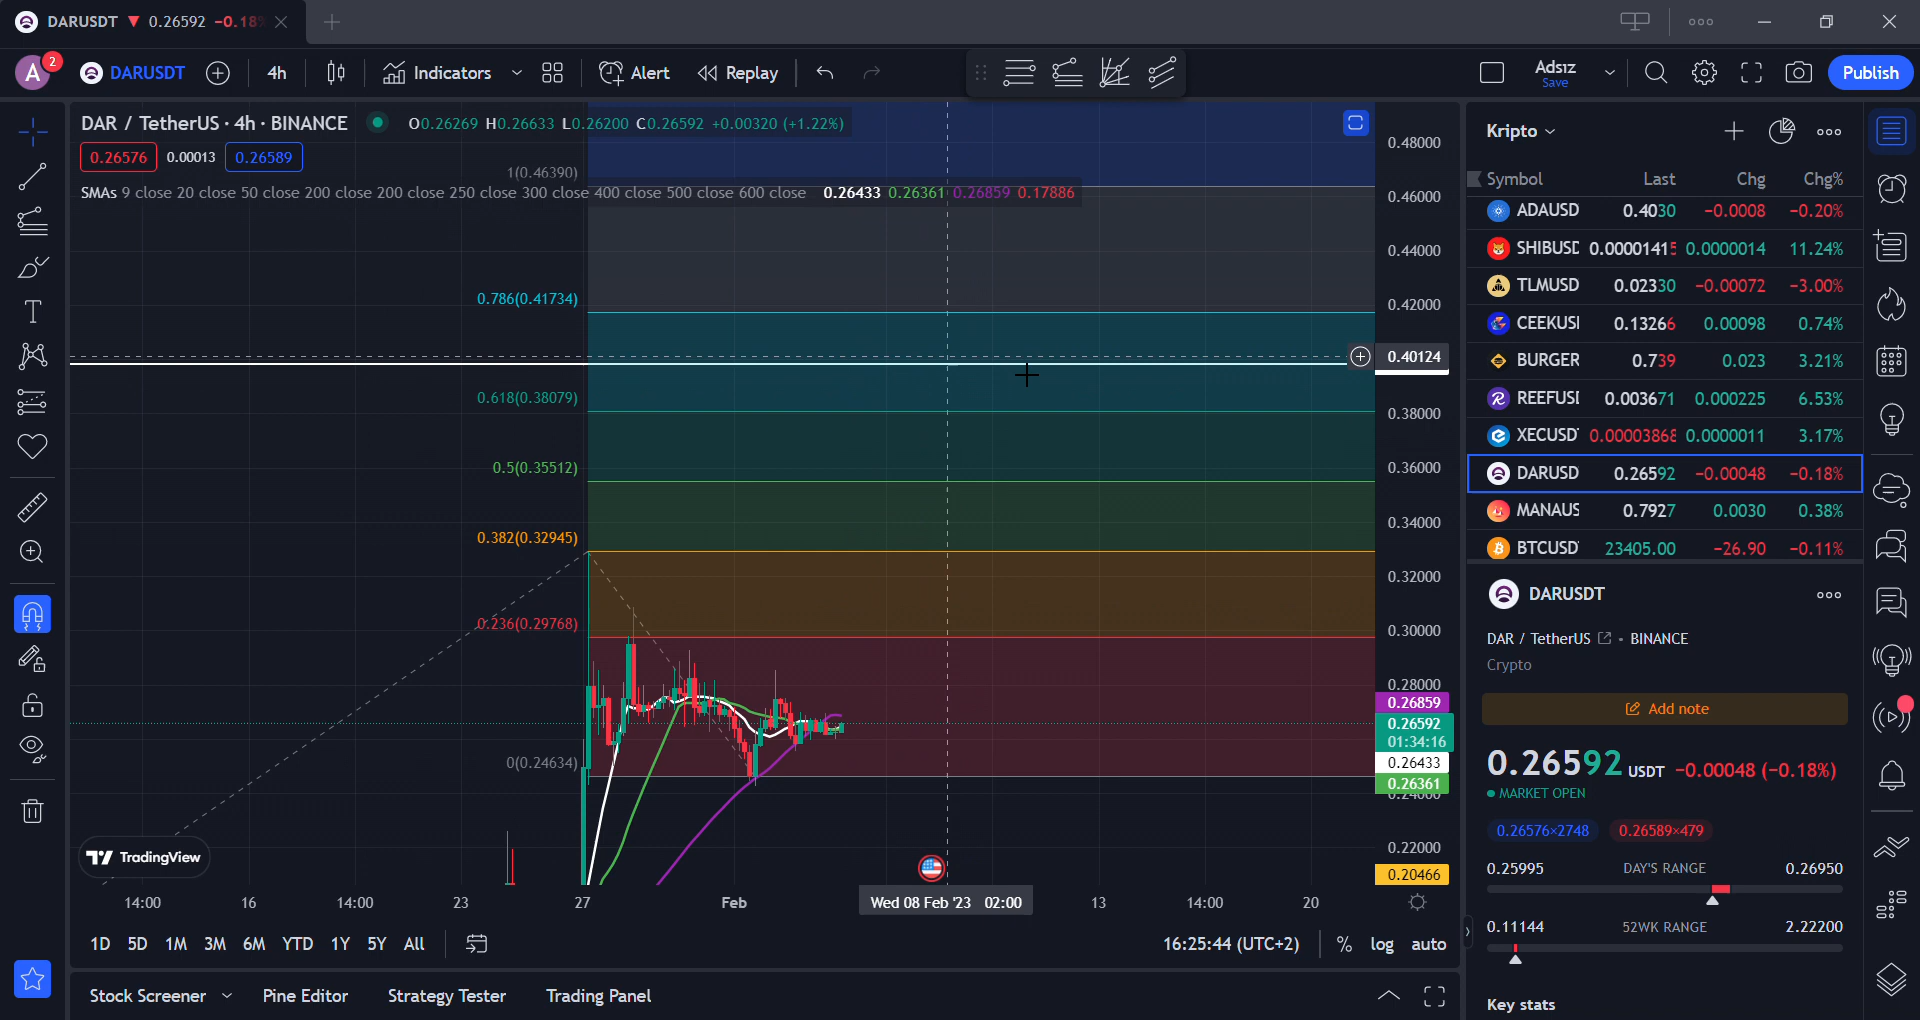 DARUSDT ▼ 0.26592 −0.18%
A 2 DARUSDT 4h Indicators Alert Replay Adsız Save Publish
DAR / TetherUS · 4h · BINANCE O0.26269 H0.26633 L0.26200 C0.26592 +0.00320 (+1.22%)
0.26576 0.00013 0.26589
SMAs 9 close 20 close 50 close 200 close 200 close 250 close 300 close 400 close 500 close 600 close 0.26433 0.26361 0.26859 0.17886
1(0.46390)
0.786(0.41734)
0.618(0.38079)
0.5(0.35512)
0.382(0.32945)
0.236(0.29768)
0(0.24634)
0.48000
0.46000
0.44000
0.42000
0.40124
0.38000
0.36000
0.34000
0.32000
0.30000
0.28000
0.26859
0.26592
01:34:16
0.26433
0.26361
0.24000
0.22000
0.20466
TradingView
14:00 16 14:00 23 27 Feb Wed 08 Feb '23 02:00 13 14:00 20
1D 5D 1M 3M 6M YTD 1Y 5Y All 16:25:44 (UTC+2) % log auto
Stock Screener Pine Editor Strategy Tester Trading Panel
Kripto
Symbol Last Chg Chg%
ADAUSD 0.4030 −0.0008 −0.20%
SHIBUSD 0.00001415 0.0000014 11.24%
TLMUSD 0.02330 −0.00072 −3.00%
CEEKUSI 0.13266 0.00098 0.74%
BURGER 0.739 0.023 3.21%
REEFUSI 0.003671 0.000225 6.53%
XECUSD 0.00003868 0.0000011 3.17%
DARUSD 0.26592 −0.00048 −0.18%
MANAUS 0.7927 0.0030 0.38%
BTCUSD 23405.00 −26.90 −0.11%
DARUSDT
DAR / TetherUS · BINANCE
Crypto
Add note
0.26592 USDT −0.00048 (−0.18%)
MARKET OPEN
0.26576×2748 0.26589×479
0.25995 DAY'S RANGE 0.26950
0.11144 52WK RANGE 2.22200
Key stats